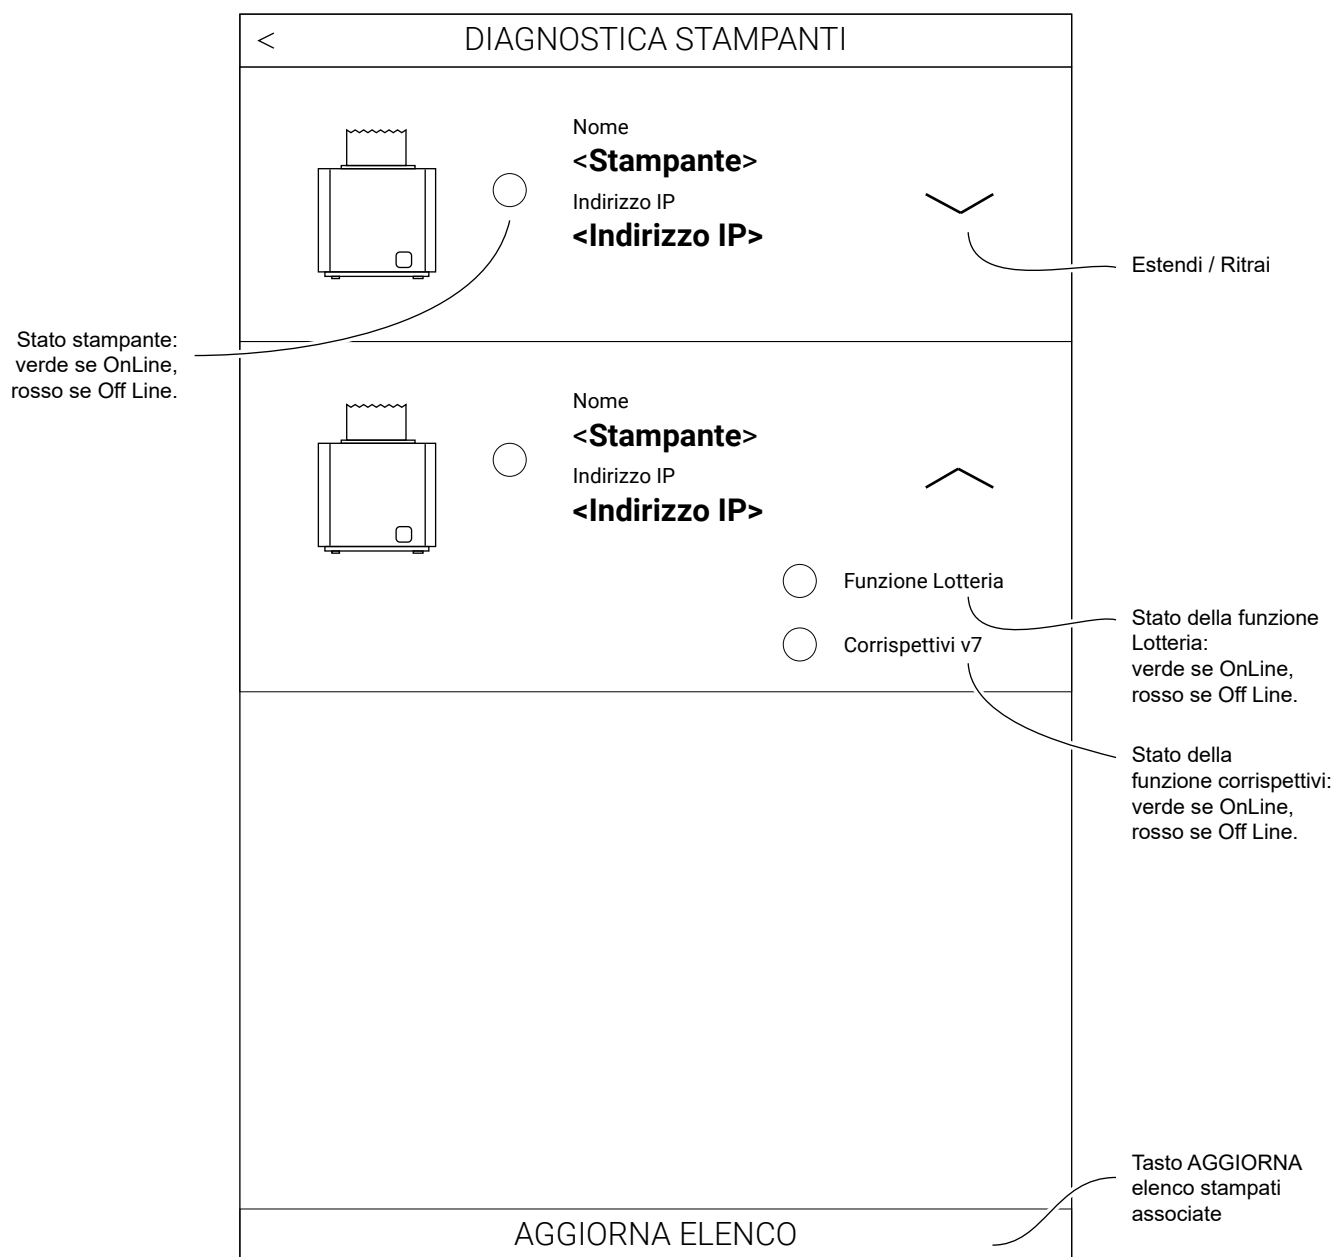 < DIAGNOSTICA STAMPANTI
Nome
<Stampante>
Indirizzo IP
<Indirizzo IP>
Estendi / Ritrai
Stato stampante:
verde se OnLine,
rosso se Off Line.
Nome
<Stampante>
Indirizzo IP
<Indirizzo IP>
Funzione Lotteria
Corrispettivi v7
Stato della funzione
Lotteria:
verde se OnLine,
rosso se Off Line.
Stato della
funzione corrispettivi:
verde se OnLine,
rosso se Off Line.
Tasto AGGIORNA
elenco stampati
associate
AGGIORNA ELENCO